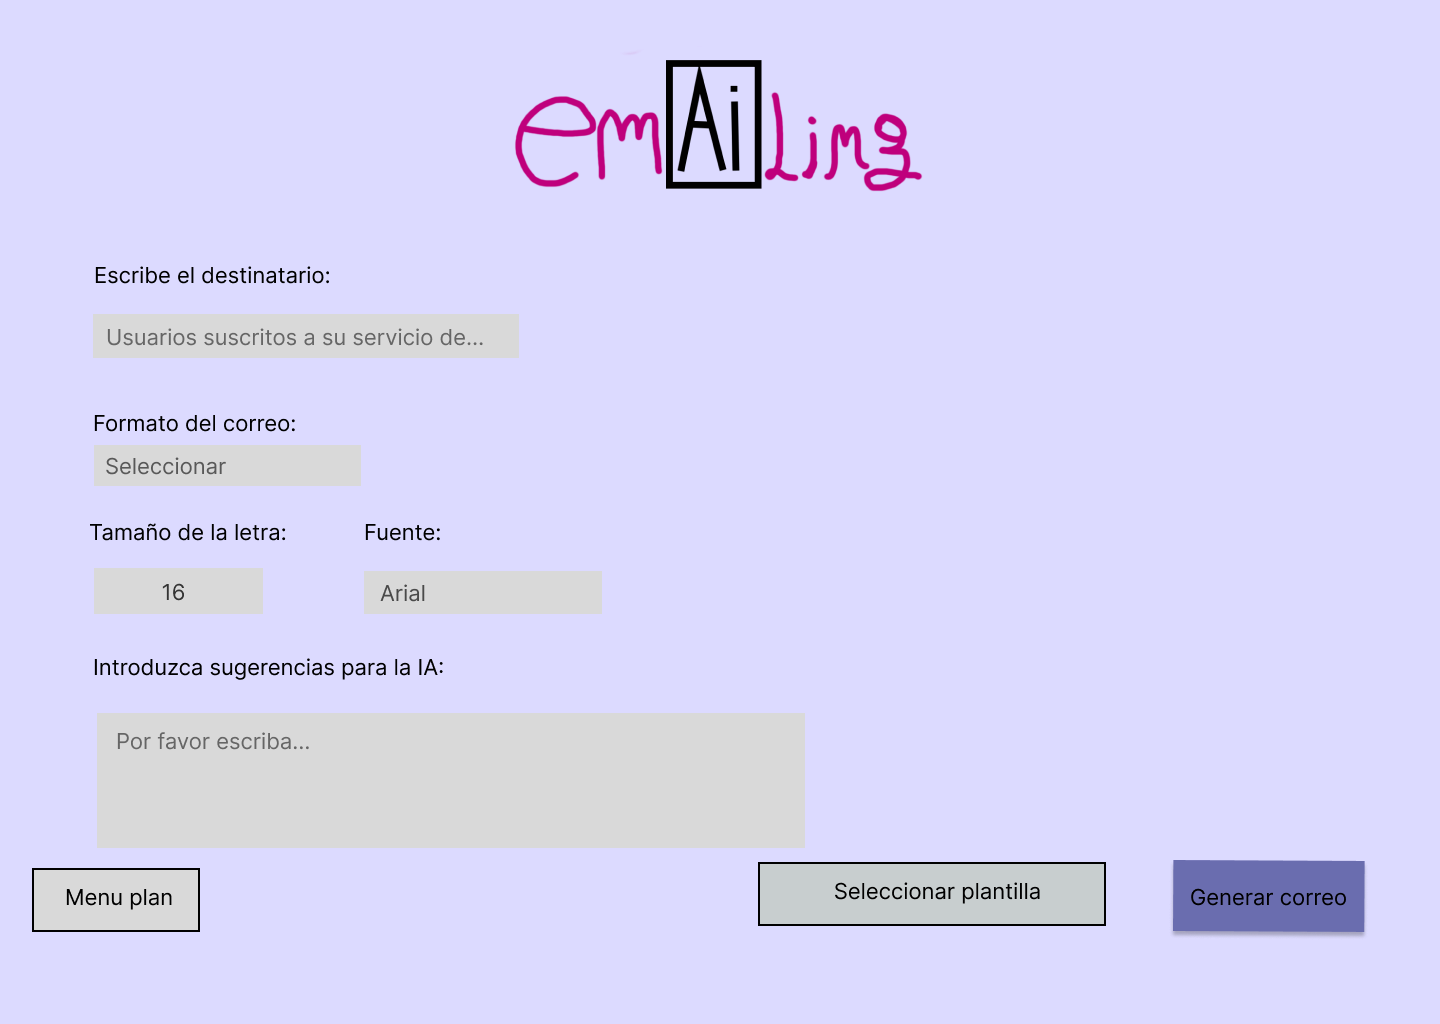 emAiling
Escribe el destinatario:
Usuarios suscritos a su servicio de...
Formato del correo:
Seleccionar
Tamaño de la letra:
Fuente:
16
Arial
Introduzca sugerencias para la IA:
Por favor escriba...
Menu plan
Seleccionar plantilla
Generar correo